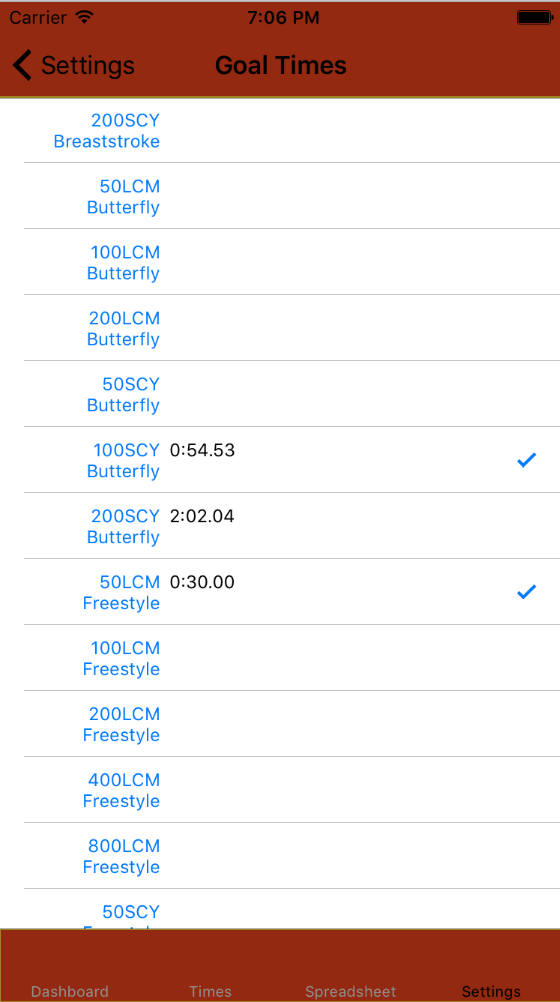 Carrier 7:06 PM
Settings Goal Times
200SCY
Breaststroke
50LCM
Butterfly
100LCM
Butterfly
200LCM
Butterfly
50SCY
Butterfly
100SCY 0:54.53
Butterfly
200SCY 2:02.04
Butterfly
50LCM 0:30.00
Freestyle
100LCM
Freestyle
200LCM
Freestyle
400LCM
Freestyle
800LCM
Freestyle
50SCY
Dashboard Times Spreadsheet Settings